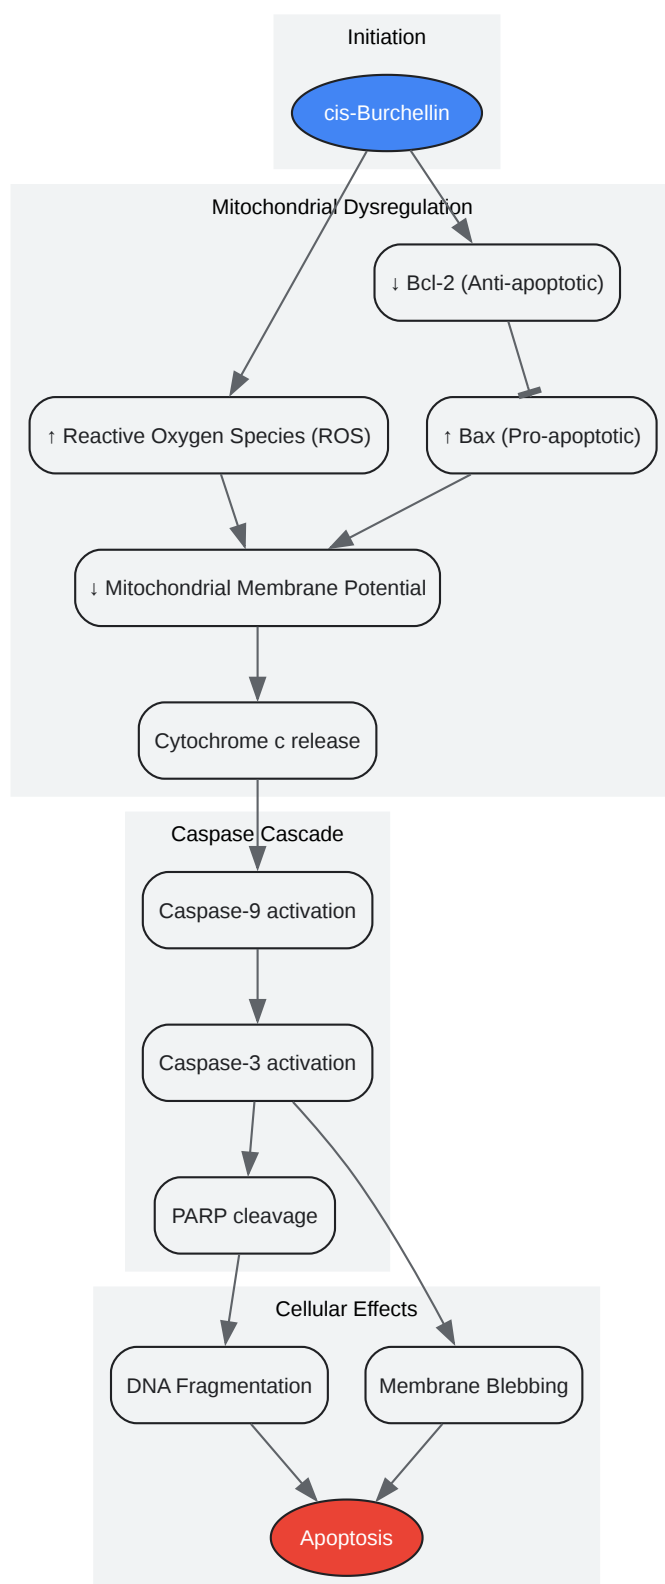 Initiation
cis-Burchellin
Mitochondrial Dysregulation
↓ Bcl-2 (Anti-apoptotic)
↑ Reactive Oxygen Species (ROS)
↑ Bax (Pro-apoptotic)
↓ Mitochondrial Membrane Potential
Cytochrome c release
Caspase Cascade
Caspase-9 activation
Caspase-3 activation
PARP cleavage
Cellular Effects
DNA Fragmentation
Membrane Blebbing
Apoptosis